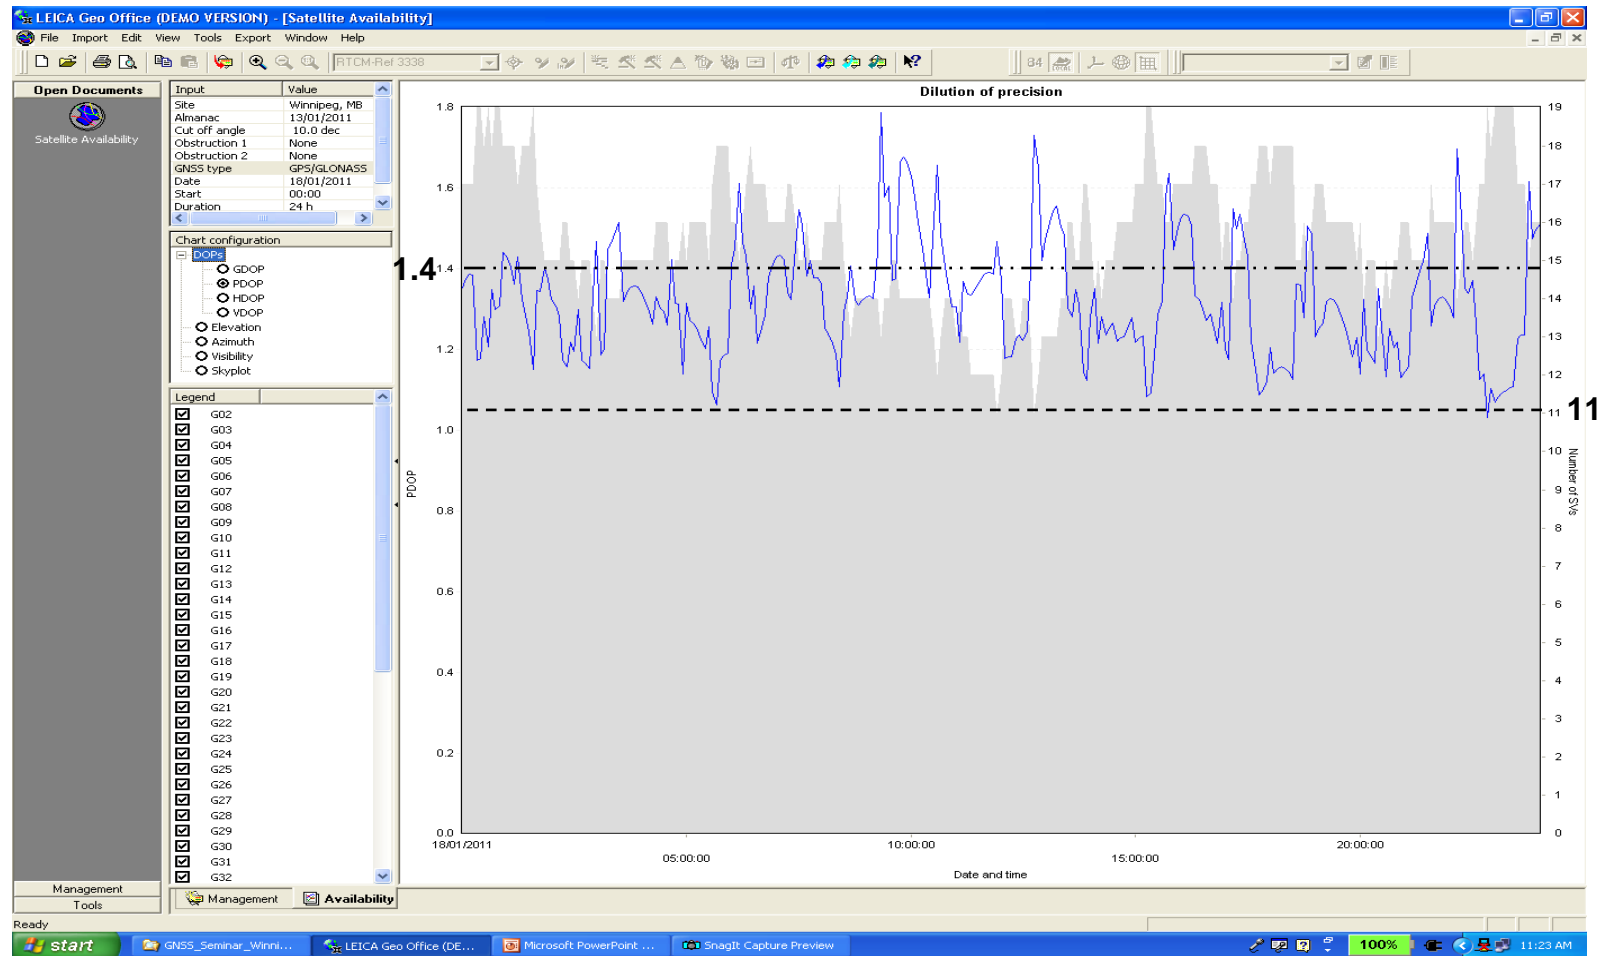 LEICA Geo Office (DEMO VERSION) - [Satellite Availability]
File Import Edit View Tools Export Window Help
RTCM-Ref 3338
84
LOCAL
Open Documents
Satellite Availability
Management
Tools
Input Value
Site Winnipeg, MB
Almanac 13/01/2011
Cut off angle 10.0 dec
Obstruction 1 None
Obstruction 2 None
GNSS type GPS/GLONASS
Date 18/01/2011
Start 00:00
Duration 24 h
Chart configuration
DOPs
GDOP
PDOP
HDOP
VDOP
Elevation
Azimuth
Visibility
Skyplot
Legend
G02
G03
G04
G05
G06
G07
G08
G09
G10
G11
G12
G13
G14
G15
G16
G17
G18
G19
G20
G21
G22
G23
G24
G25
G26
G27
G28
G29
G30
G31
G32
Management Availability
Dilution of precision
1.8
1.6
1.4
1.4
1.2
1.0
0.8
0.6
0.4
0.2
0.0
PDOP
19
18
17
16
15
14
13
12
11
11
10
9
8
7
6
5
4
3
2
1
0
Number of SVs
18/01/2011 05:00:00 10:00:00 15:00:00 20:00:00
Date and time
Ready
start GNSS_Seminar_Winni... LEICA Geo Office (DE... Microsoft PowerPoint ... SnagIt Capture Preview 100% 11:23 AM